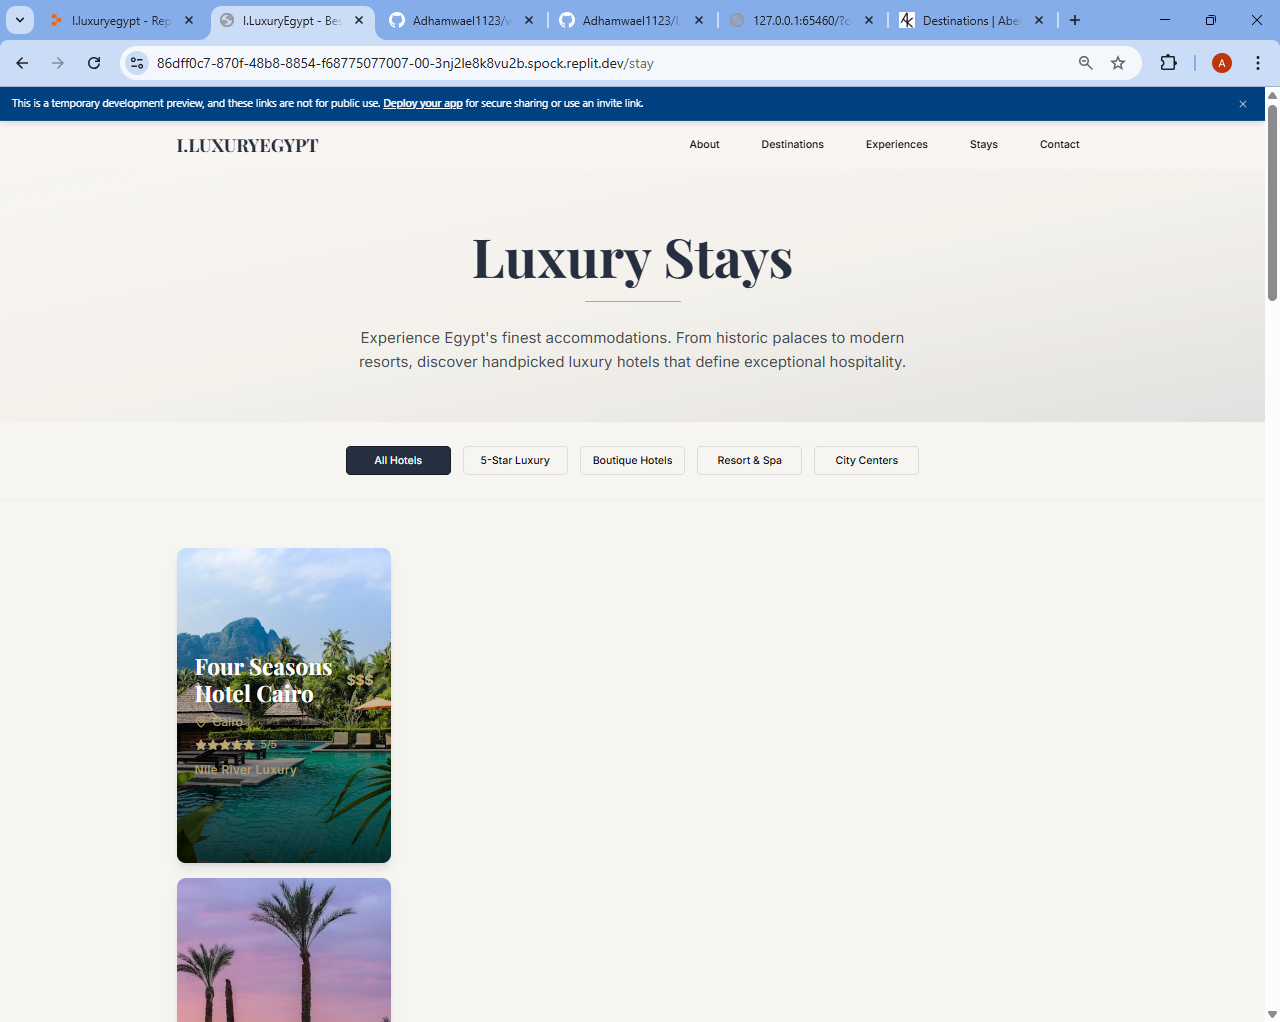 I.luxuryegypt - Rep
I.LuxuryEgypt - Bes
Adhamwael1123/w
Adhamwael1123/l
127.0.0.1:65460/?c
Destinations | Aber
86dff0c7-870f-48b8-8854-f68775077007-00-3nj2le8k8vu2b.spock.replit.dev/stay
A
This is a temporary development preview, and these links are not for public use. Deploy your app for secure sharing or use an invite link.
I.LUXURYEGYPT
About
Destinations
Experiences
Stays
Contact
Luxury Stays
Experience Egypt's finest accommodations. From historic palaces to modern
resorts, discover handpicked luxury hotels that define exceptional hospitality.
All Hotels
5-Star Luxury
Boutique Hotels
Resort & Spa
City Centers
Four Seasons
Hotel Cairo
$$$
Cairo
5/5
Nile River Luxury